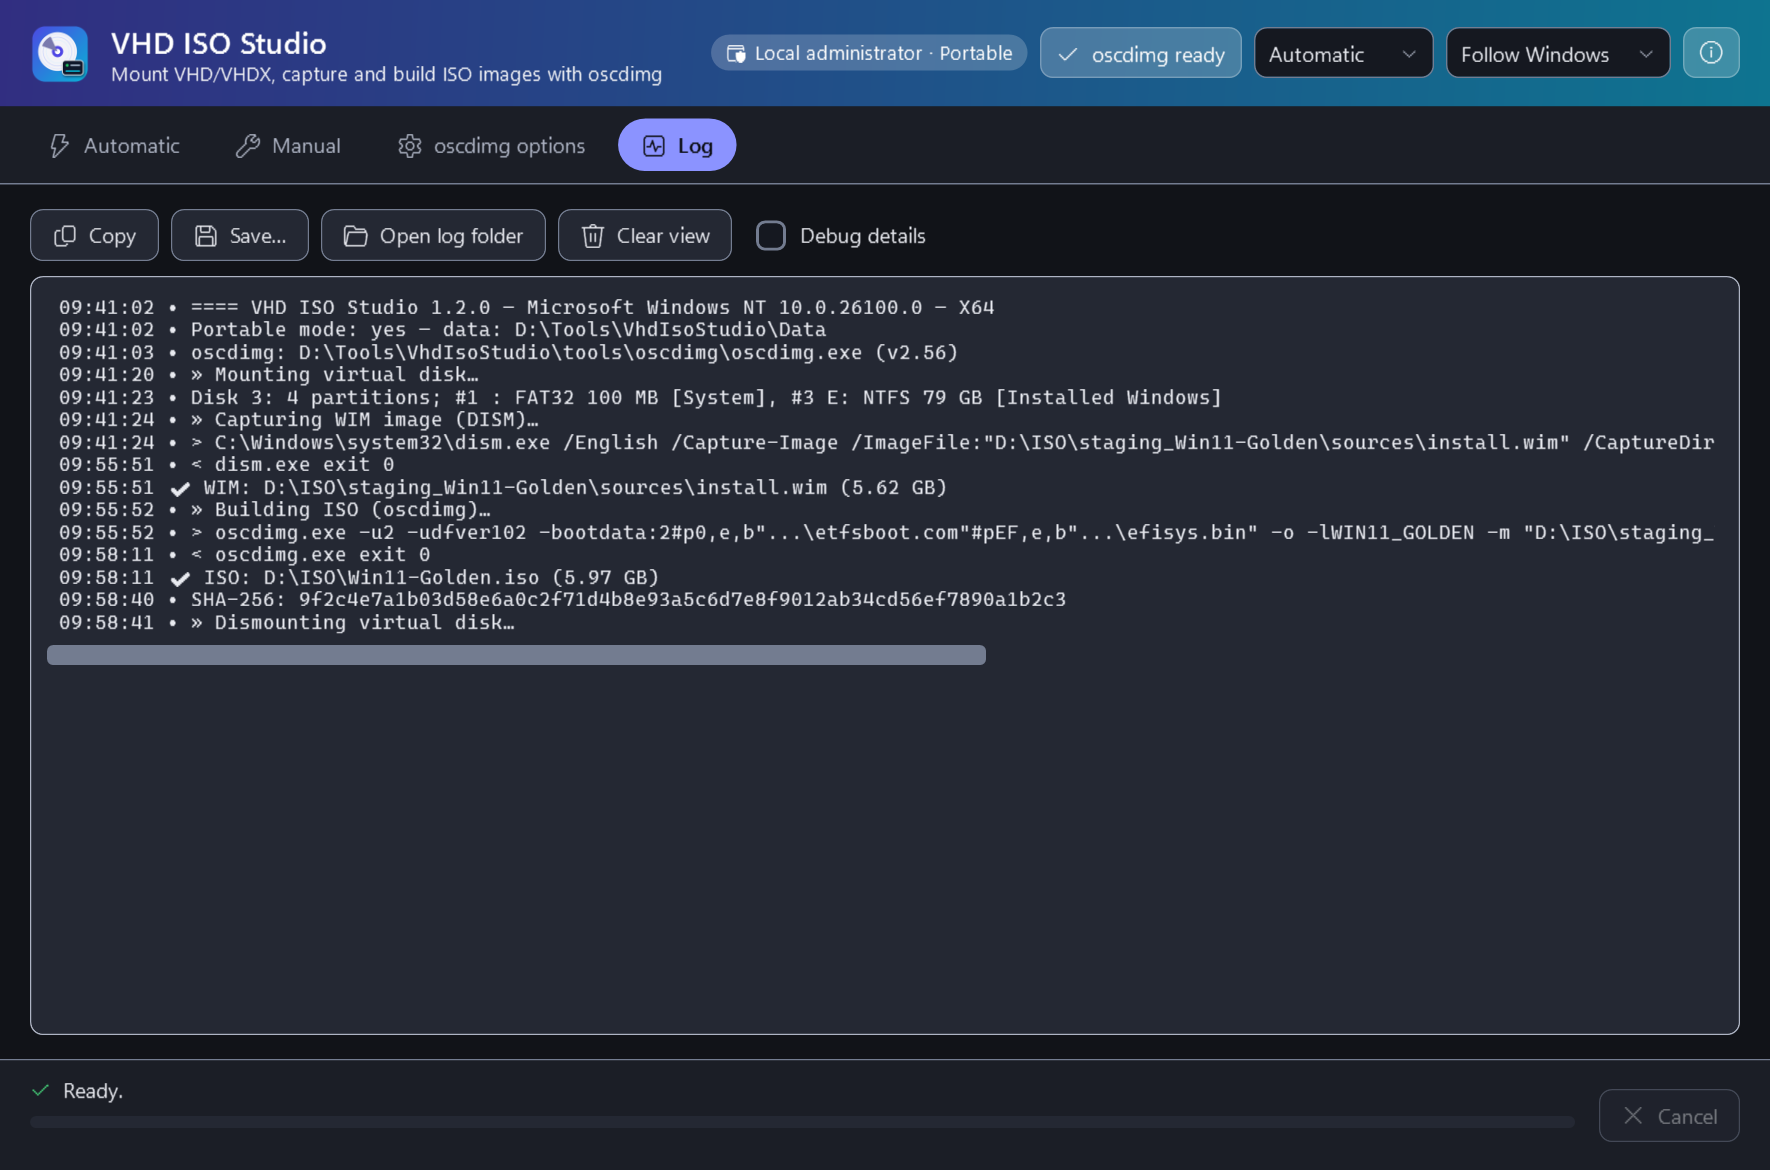 VHD ISO Studio
Mount VHD/VHDX, capture and build ISO images with oscdimg
Local administrator · Portable
oscdimg ready
Automatic
Follow Windows
Automatic
Manual
oscdimg options
Log
Copy
Save...
Open log folder
Clear view
Debug details
09:41:02 • ==== VHD ISO Studio 1.2.0 — Microsoft Windows NT 10.0.26100.0 — X64
09:41:02 • Portable mode: yes — data: D:\Tools\VhdIsoStudio\Data
09:41:03 • oscdimg: D:\Tools\VhdIsoStudio\tools\oscdimg\oscdimg.exe (v2.56)
09:41:20 • » Mounting virtual disk…
09:41:23 • Disk 3: 4 partitions; #1 : FAT32 100 MB [System], #3 E: NTFS 79 GB [Installed Windows]
09:41:24 • » Capturing WIM image (DISM)…
09:41:24 • > C:\Windows\system32\dism.exe /English /Capture-Image /ImageFile:"D:\ISO\staging_Win11-Golden\sources\install.wim" /CaptureDir
09:55:51 • < dism.exe exit 0
09:55:51 ✔ WIM: D:\ISO\staging_Win11-Golden\sources\install.wim (5.62 GB)
09:55:52 • » Building ISO (oscdimg)…
09:55:52 • > oscdimg.exe -u2 -udfver102 -bootdata:2#p0,e,b"...\etfsboot.com"#pEF,e,b"...\efisys.bin" -o -lWIN11_GOLDEN -m "D:\ISO\staging_
09:58:11 • < oscdimg.exe exit 0
09:58:11 ✔ ISO: D:\ISO\Win11-Golden.iso (5.97 GB)
09:58:40 • SHA-256: 9f2c4e7a1b03d58e6a0c2f71d4b8e93a5c6d7e8f9012ab34cd56ef7890a1b2c3
09:58:41 • » Dismounting virtual disk…
Ready.
Cancel